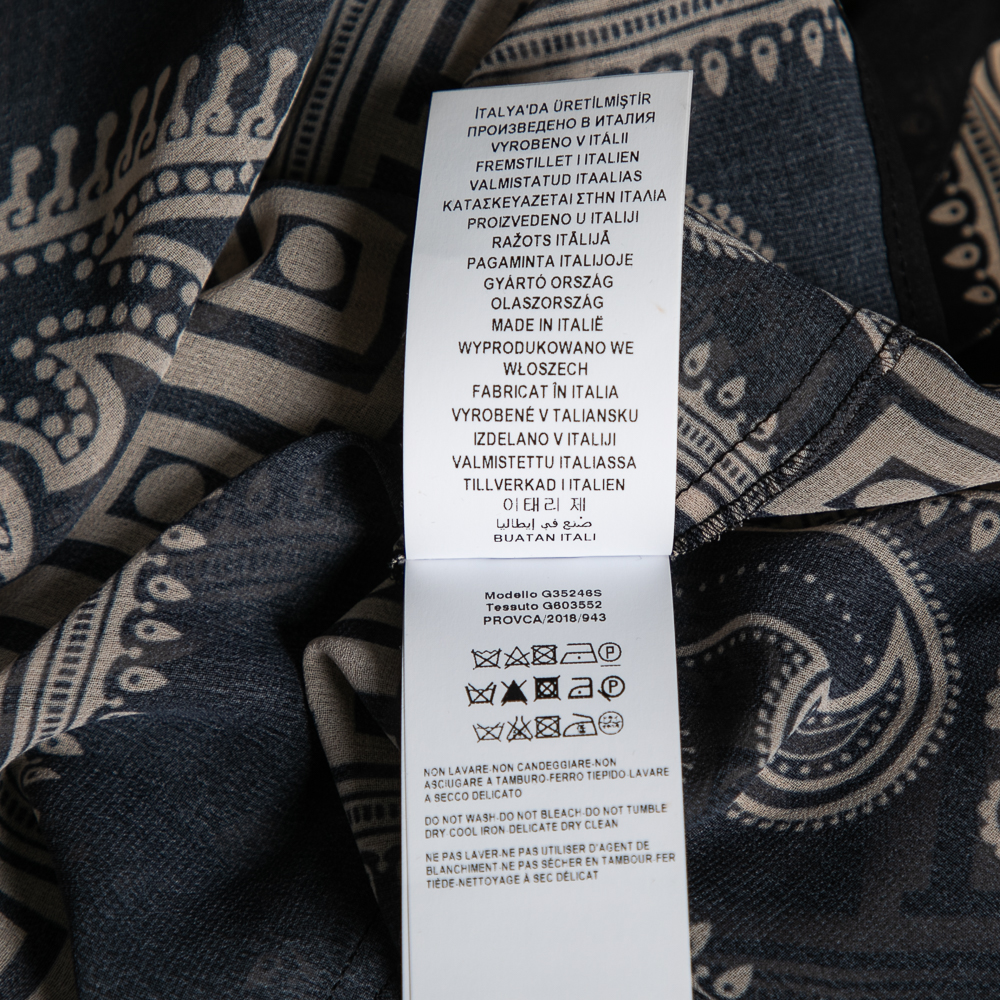 İTALYA'DA ÜRETİLMİŞTİR
ПРОИЗВЕДЕНО В ИТАЛИЯ
VYROBENO V ITÁLII
FREMSTILLET I ITALIEN
VALMISTATUD ITAALIAS
ΚΑΤΑΣΚΕΥΑΖΕΤΑΙ ΣΤΗΝ ΙΤΑΛΙΑ
PROIZVEDENO U ITALIJI
RAŽOTS ITĀLIJĀ
PAGAMINTA ITALIJOJE
GYÁRTÓ ORSZÁG
OLASZORSZÁG
MADE IN ITALIË
WYPRODUKOWANO WE
WŁOSZECH
FABRICAT ÎN ITALIA
VYROBENÉ V TALIANSKU
IZDELANO V ITALIJI
VALMISTETTU ITALIASSA
TILLVERKAD I ITALIEN
이태리 제
صنع في إيطاليا
BUATAN ITALI
Modello G35246S
Tessuto G603552
PROVCA/2018/943
P
P
NON LAVARE-NON CANDEGGIARE-NON
ASCIUGARE A TAMBURO-FERRO TIEPIDO-LAVARE
A SECCO DELICATO
DO NOT WASH-DO NOT BLEACH-DO NOT TUMBLE
DRY-COOL IRON-DELICATE DRY CLEAN
NE PAS LAVER-NE PAS UTILISER D'AGENT DE
BLANCHIMENT-NE PAS SÉCHER EN TAMBOUR-FER
TIÉDE-NETTOYAGE À SEC DÉLICAT